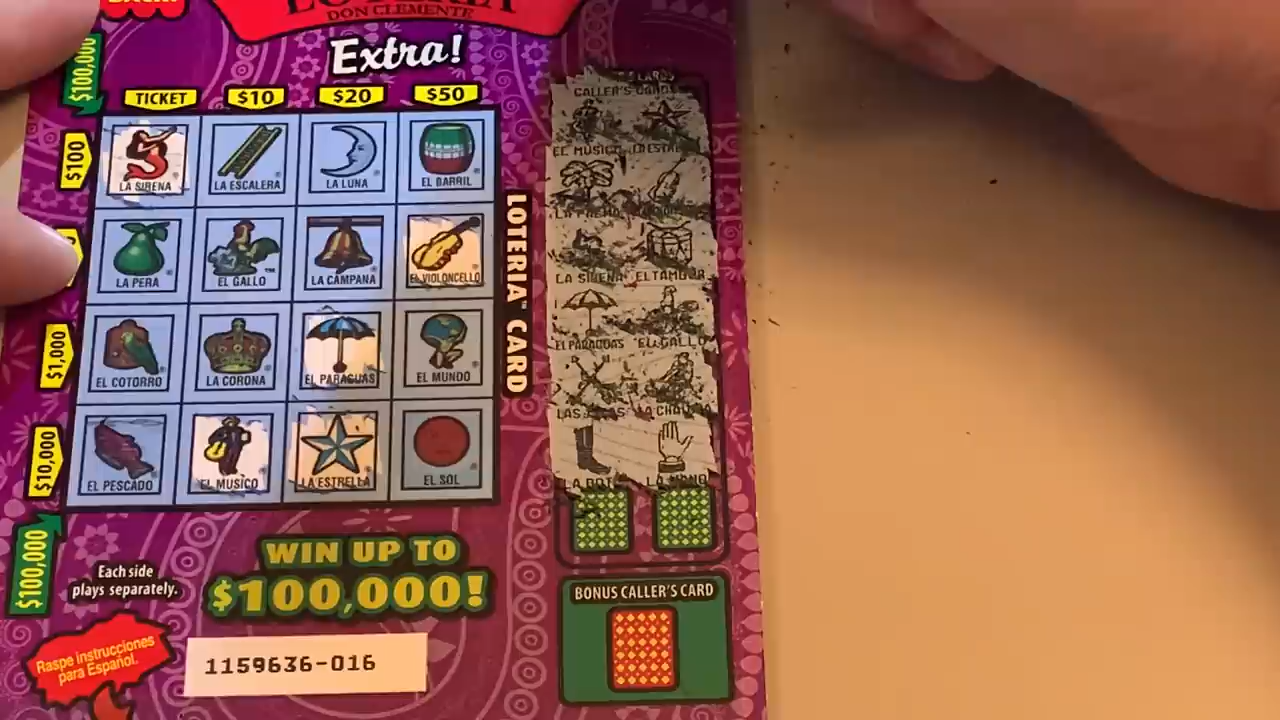 DON CLEMENTE
Extra!
$100,000
TICKET $10 $20 $50
$100
LA SIRENA LA ESCALERA LA LUNA EL BARRIL
LA PERA EL GALLO LA CAMPANA EL VIOLONCELLO
$1,000
EL COTORRO LA CORONA EL PARAGUAS EL MUNDO
$10,000
EL PESCADO EL MUSICO LA ESTRELLA EL SOL
$100,000
LOTERIA™ CARD
CALLER'S CARDS
EL MUSICO
LA SIRENA EL TAMBOR
EL PARAGUAS EL GALLO
WIN UP TO
$100,000!
Each side
plays separately.
Raspe instrucciones
para Español.
1159636-016
BONUS CALLER'S CARD